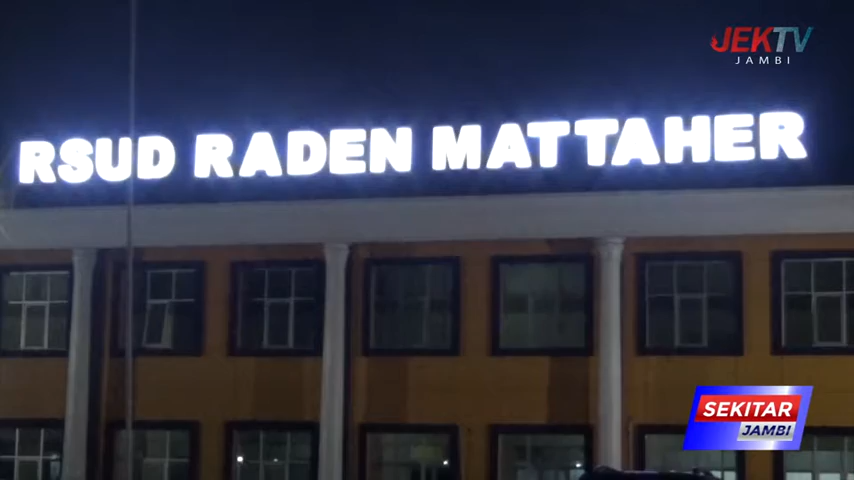 JEKTV
JAMBI
RSUD RADEN MATTAHER
SEKITAR
JAMBI